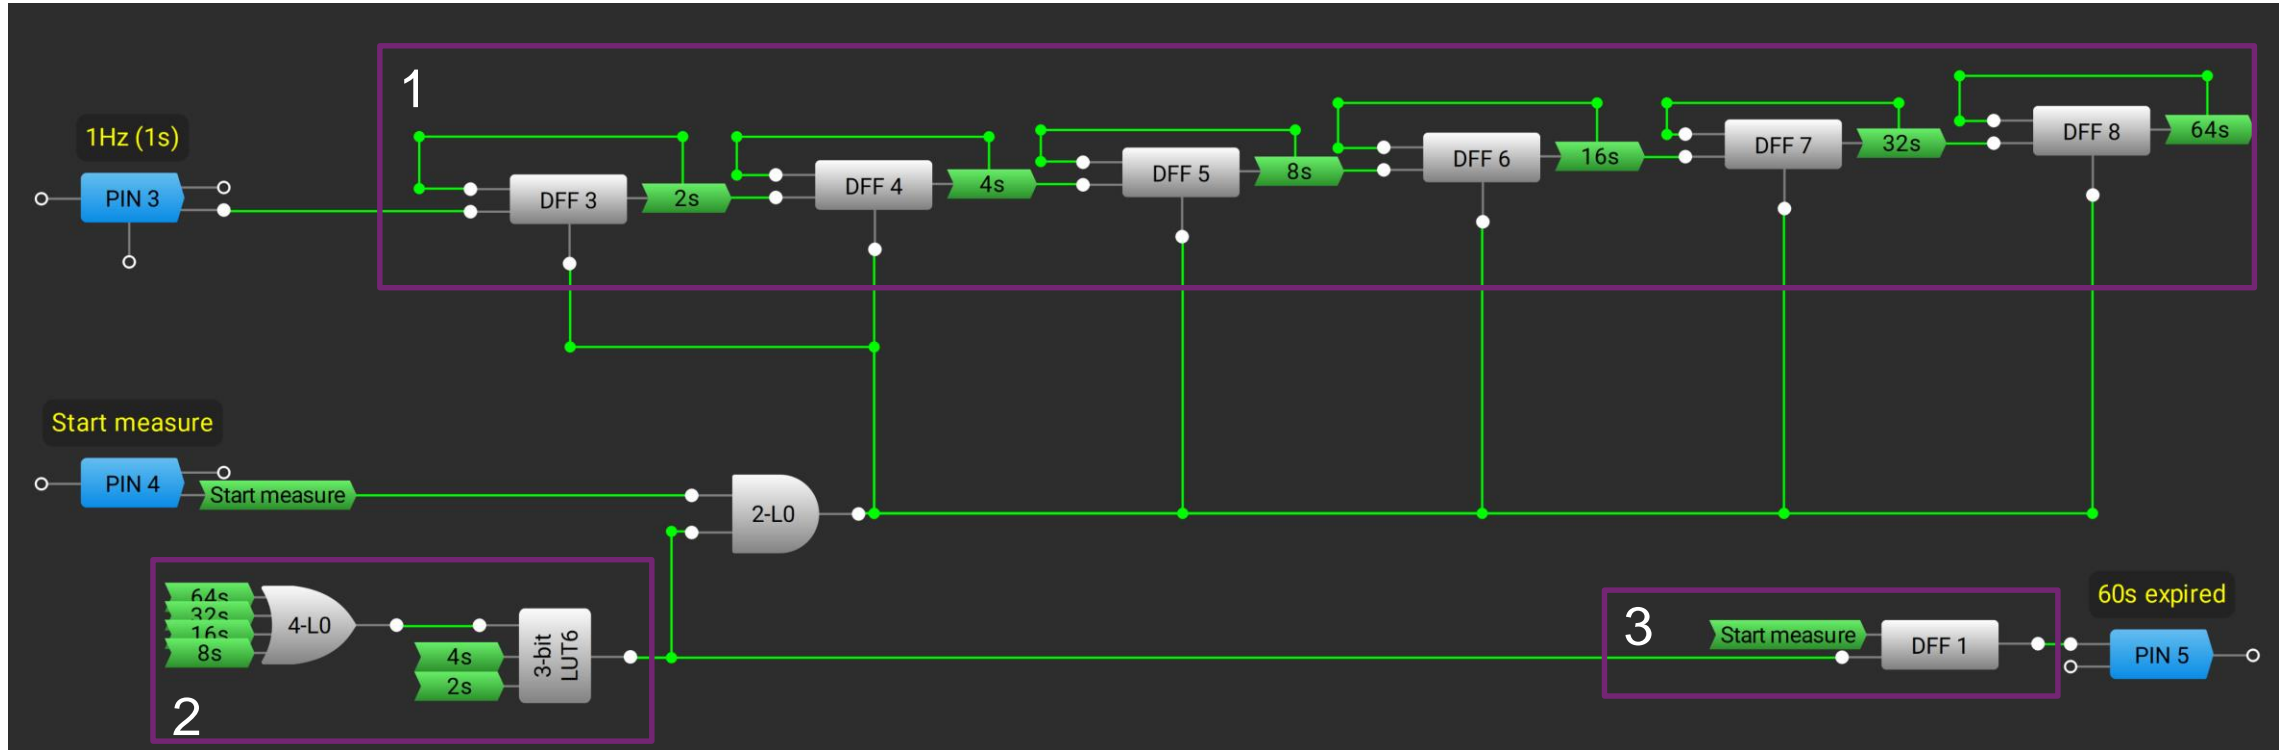 1
1Hz (1s)
PIN 3
DFF 3
2s
DFF 4
4s
DFF 5
8s
DFF 6
16s
DFF 7
32s
DFF 8
64s
Start measure
PIN 4
Start measure
2-L0
64s
32s
16s
8s
4-L0
4s
2s
3-bit
LUT6
2
3
Start measure
DFF 1
60s expired
PIN 5